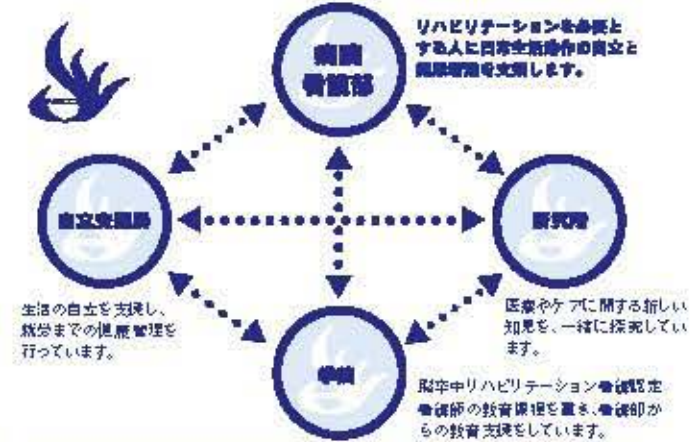 リハビリテーションを必要と
する人に日常生活動作の自立と
健康管理を支援します。
病院
看護部
自立支援局
研究所
生活の自立を支援し、
就労までの健康管理を
行っています。
医療やケアに関する新しい
知見を、一緒に探究してい
ます。
学院
脳卒中リハビリテーション看護認定
看護師の教育課程を置き、看護部か
らの教育支援をしています。